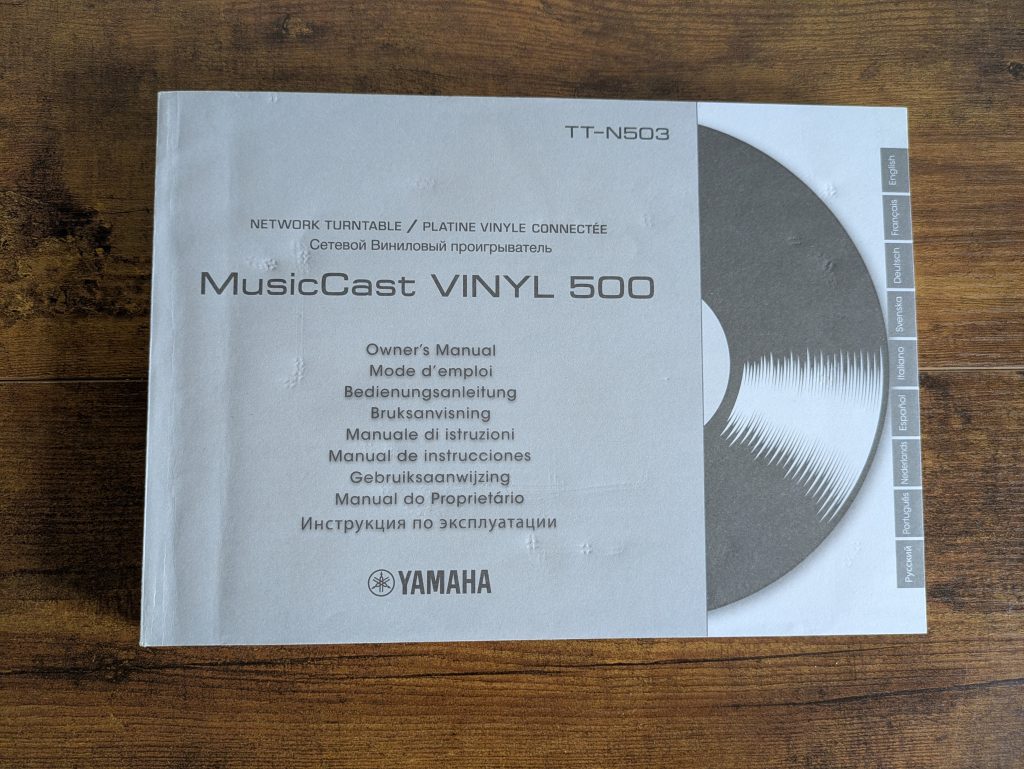 TT-N503
NETWORK TURNTABLE / PLATINE VINYLE CONNECTÉE
Сетевой Виниловый проигрыватель
MusicCast VINYL 500
Owner's Manual
Mode d'emploi
Bedienungsanleitung
Bruksanvisning
Manuale di istruzioni
Manual de instrucciones
Gebruiksaanwijzing
Manual do Proprietário
Инструкция по эксплуатации
YAMAHA
English
Français
Deutsch
Svenska
Italiano
Español
Nederlands
Português
Русский